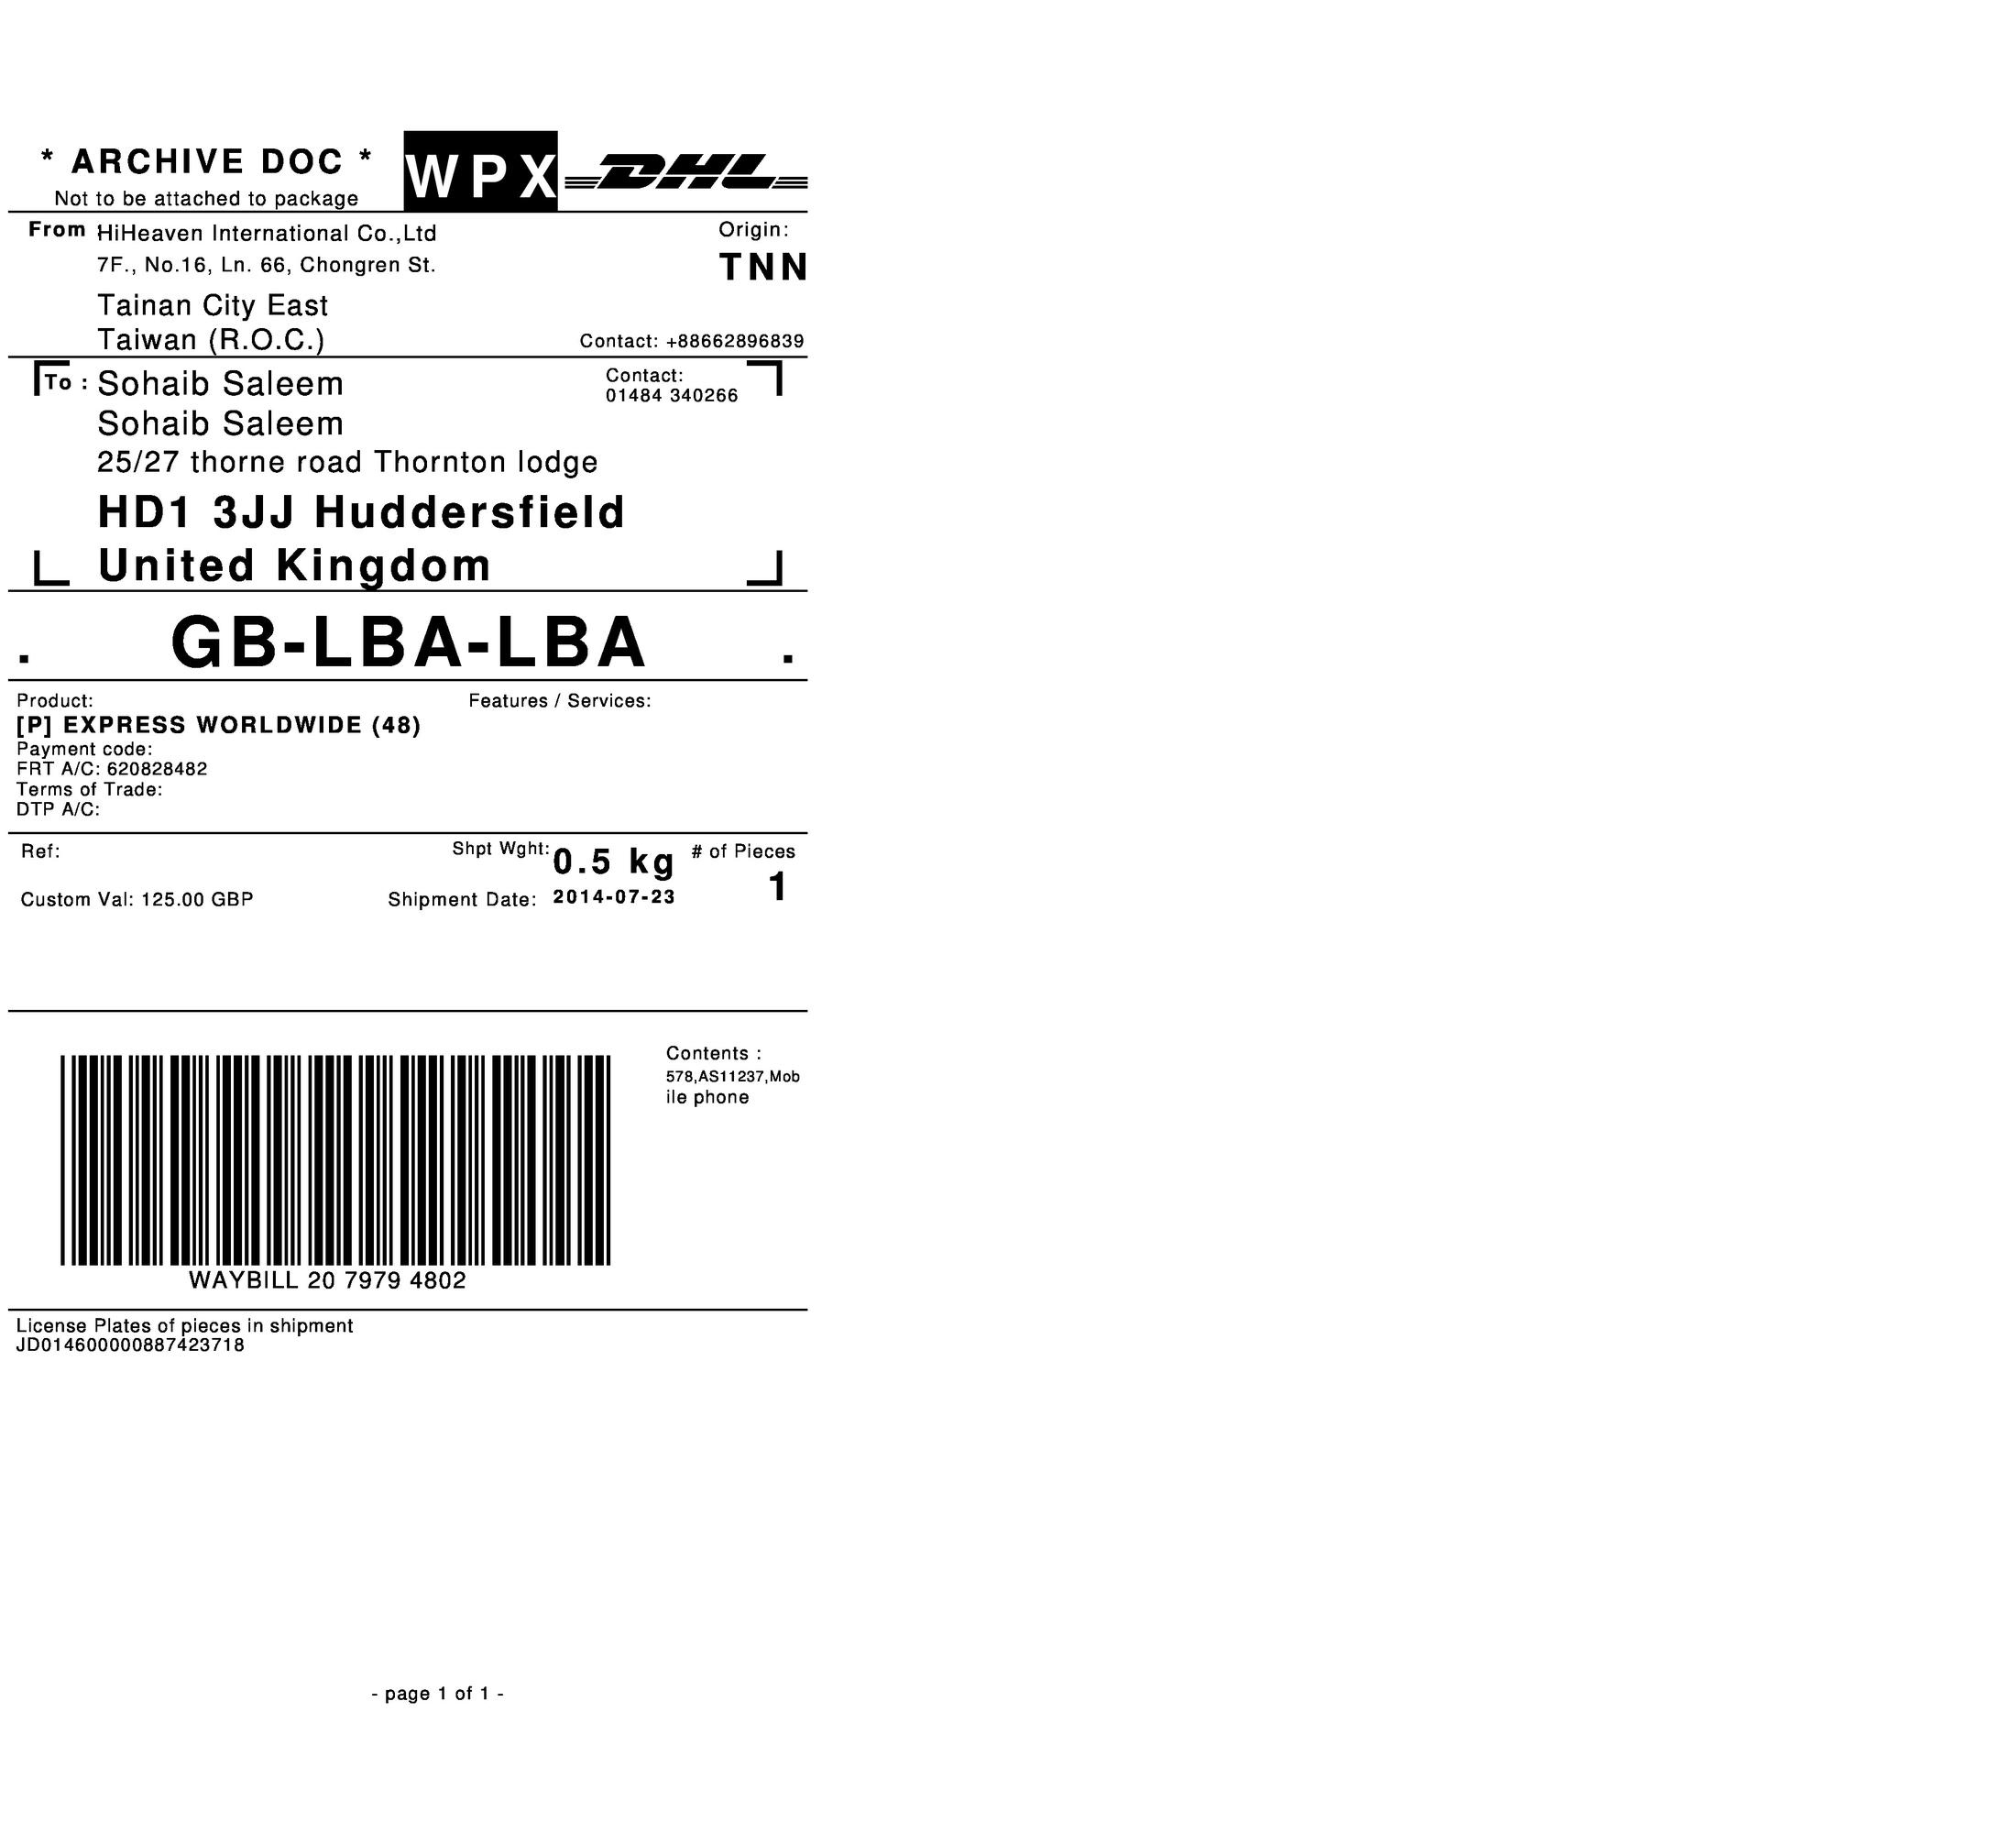 * ARCHIVE DOC *
Not to be attached to package
WPX
DHL
From : HiHeaven International Co.,Ltd
7F., No.16, Ln. 66, Chongren St.
Tainan City East
Taiwan (R.O.C.)
Origin:
TNN
Contact: +88662896839
To : Sohaib Saleem
Sohaib Saleem
25/27 thorne road Thornton lodge
HD1 3JJ Huddersfield
United Kingdom
Contact:
01484 340266
. GB-LBA-LBA .
Product:
[P] EXPRESS WORLDWIDE (48)
Payment code:
FRT A/C: 620828482
Terms of Trade:
DTP A/C:
Features / Services:
Ref:
Custom Val: 125.00 GBP
Shpt Wght: 0.5 kg
Shipment Date: 2014-07-23
# of Pieces
1
WAYBILL 20 7979 4802
Contents :
578,AS11237,Mob
ile phone
License Plates of pieces in shipment
JD014600000887423718
- page 1 of 1 -